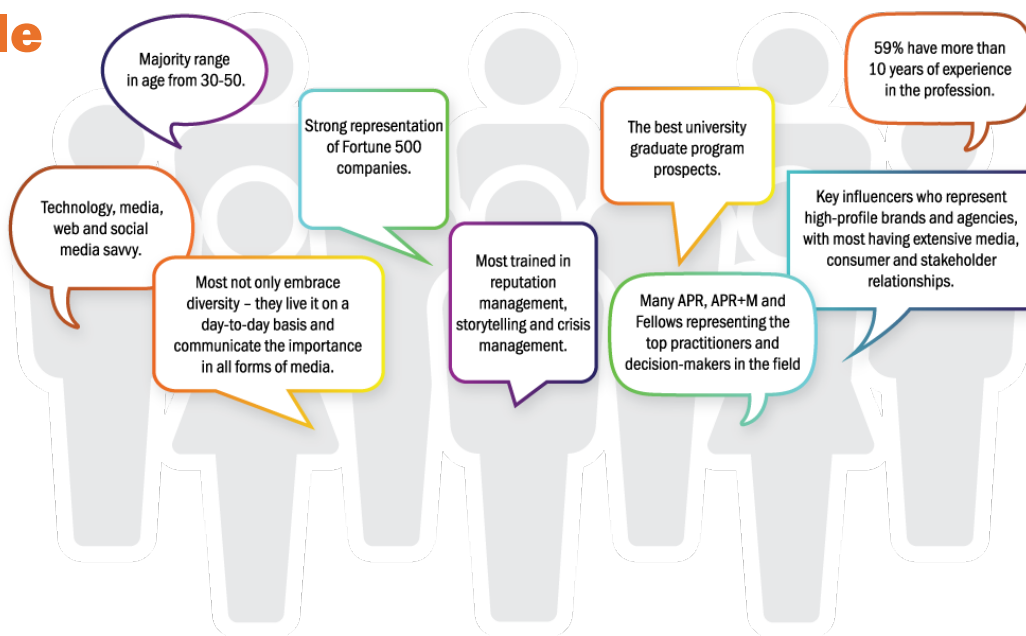 de
Majority range
in age from 30-50.
59% have more than
10 years of experience
in the profession.
Strong representation
of Fortune 500
companies.
The best university
graduate program
prospects.
Technology, media,
web and social
media savvy.
Key influencers who represent
high-profile brands and agencies,
with most having extensive media,
consumer and stakeholder
relationships.
Most not only embrace
diversity – they live it on a
day-to-day basis and
communicate the importance
in all forms of media.
Most trained in
reputation
management,
storytelling and crisis
management.
Many APR, APR+M and
Fellows representing the
top practitioners and
decision-makers in the field